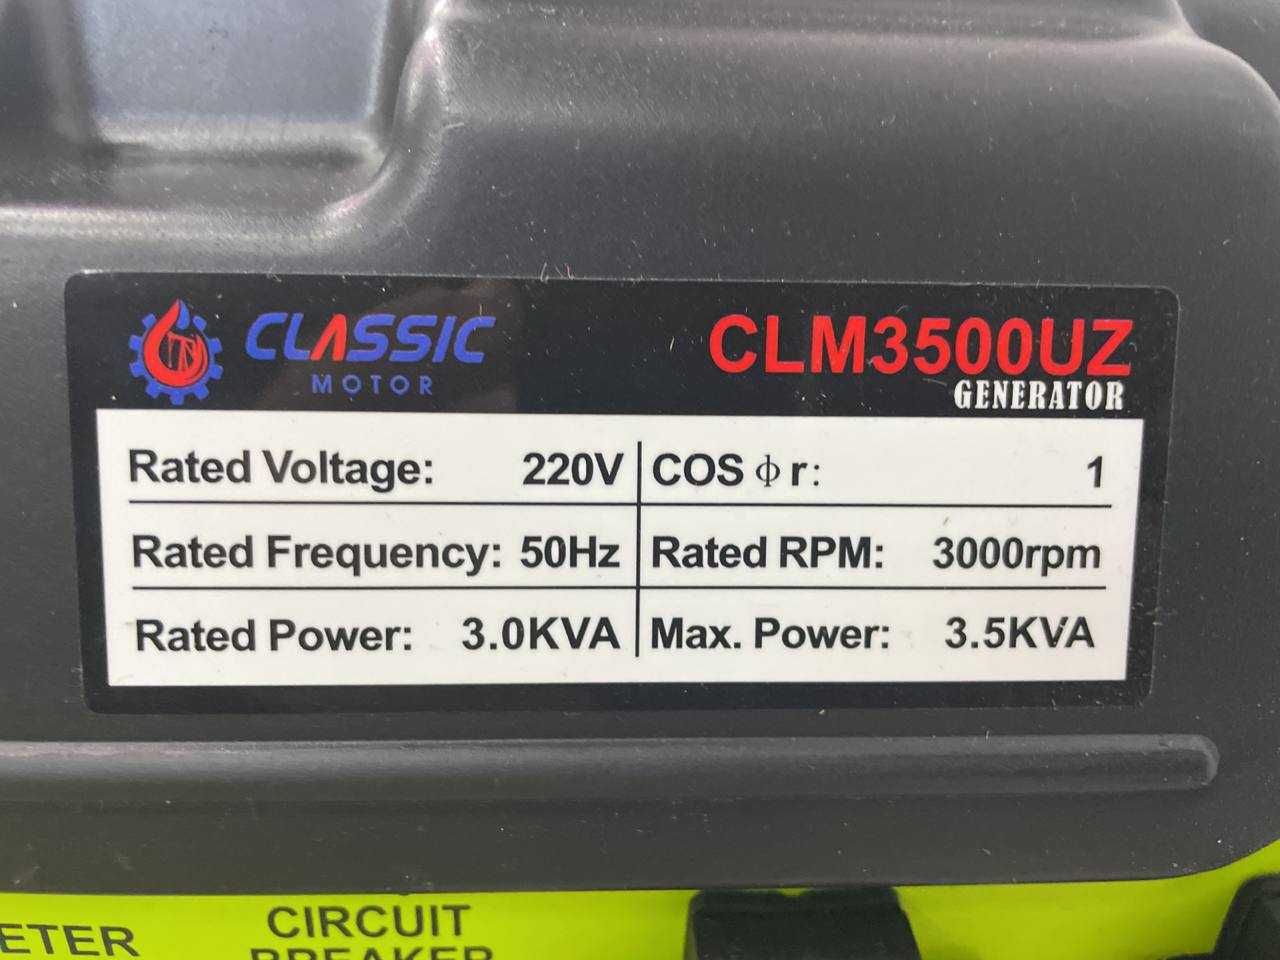 CLASSIC
MOTOR
CLM3500UZ
GENERATOR
Rated Voltage: 220V
COS ϕ r: 1
Rated Frequency: 50Hz
Rated RPM: 3000rpm
Rated Power: 3.0KVA
Max. Power: 3.5KVA
ETER
CIRCUIT
BREAKER